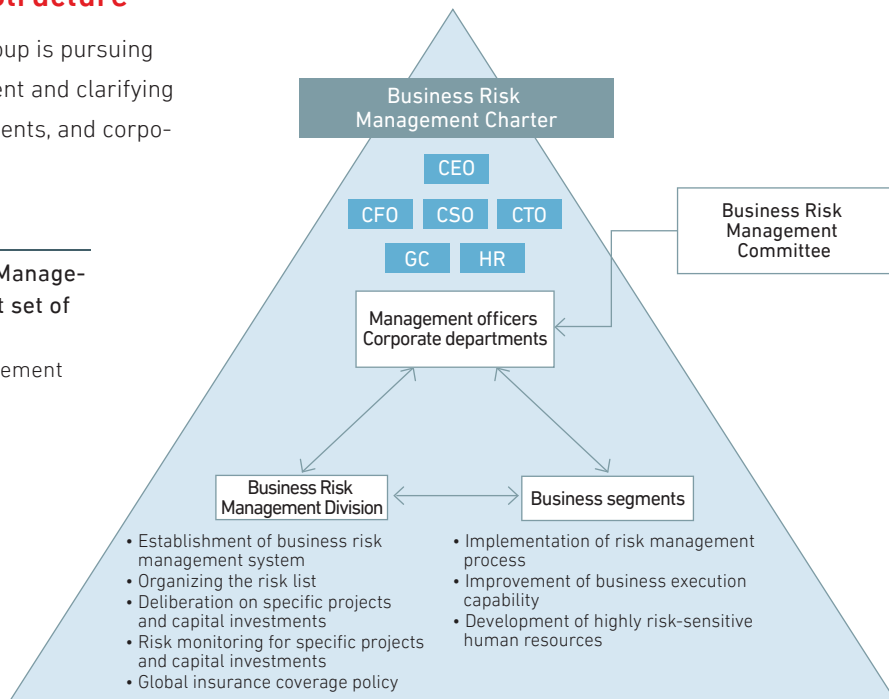 oup is pursuing
ent and clarifying
ents, and corpo-
Manage-
t set of
ement
Business Risk
Management Charter
CEO
CFO CSO CTO
GC HR
Business Risk
Management
Committee
Management officers
Corporate departments
Business Risk
Management Division
• Establishment of business risk
management system
• Organizing the risk list
• Deliberation on specific projects
and capital investments
• Risk monitoring for specific projects
and capital investments
• Global insurance coverage policy
Business segments
• Implementation of risk management
process
• Improvement of business execution
capability
• Development of highly risk-sensitive
human resources